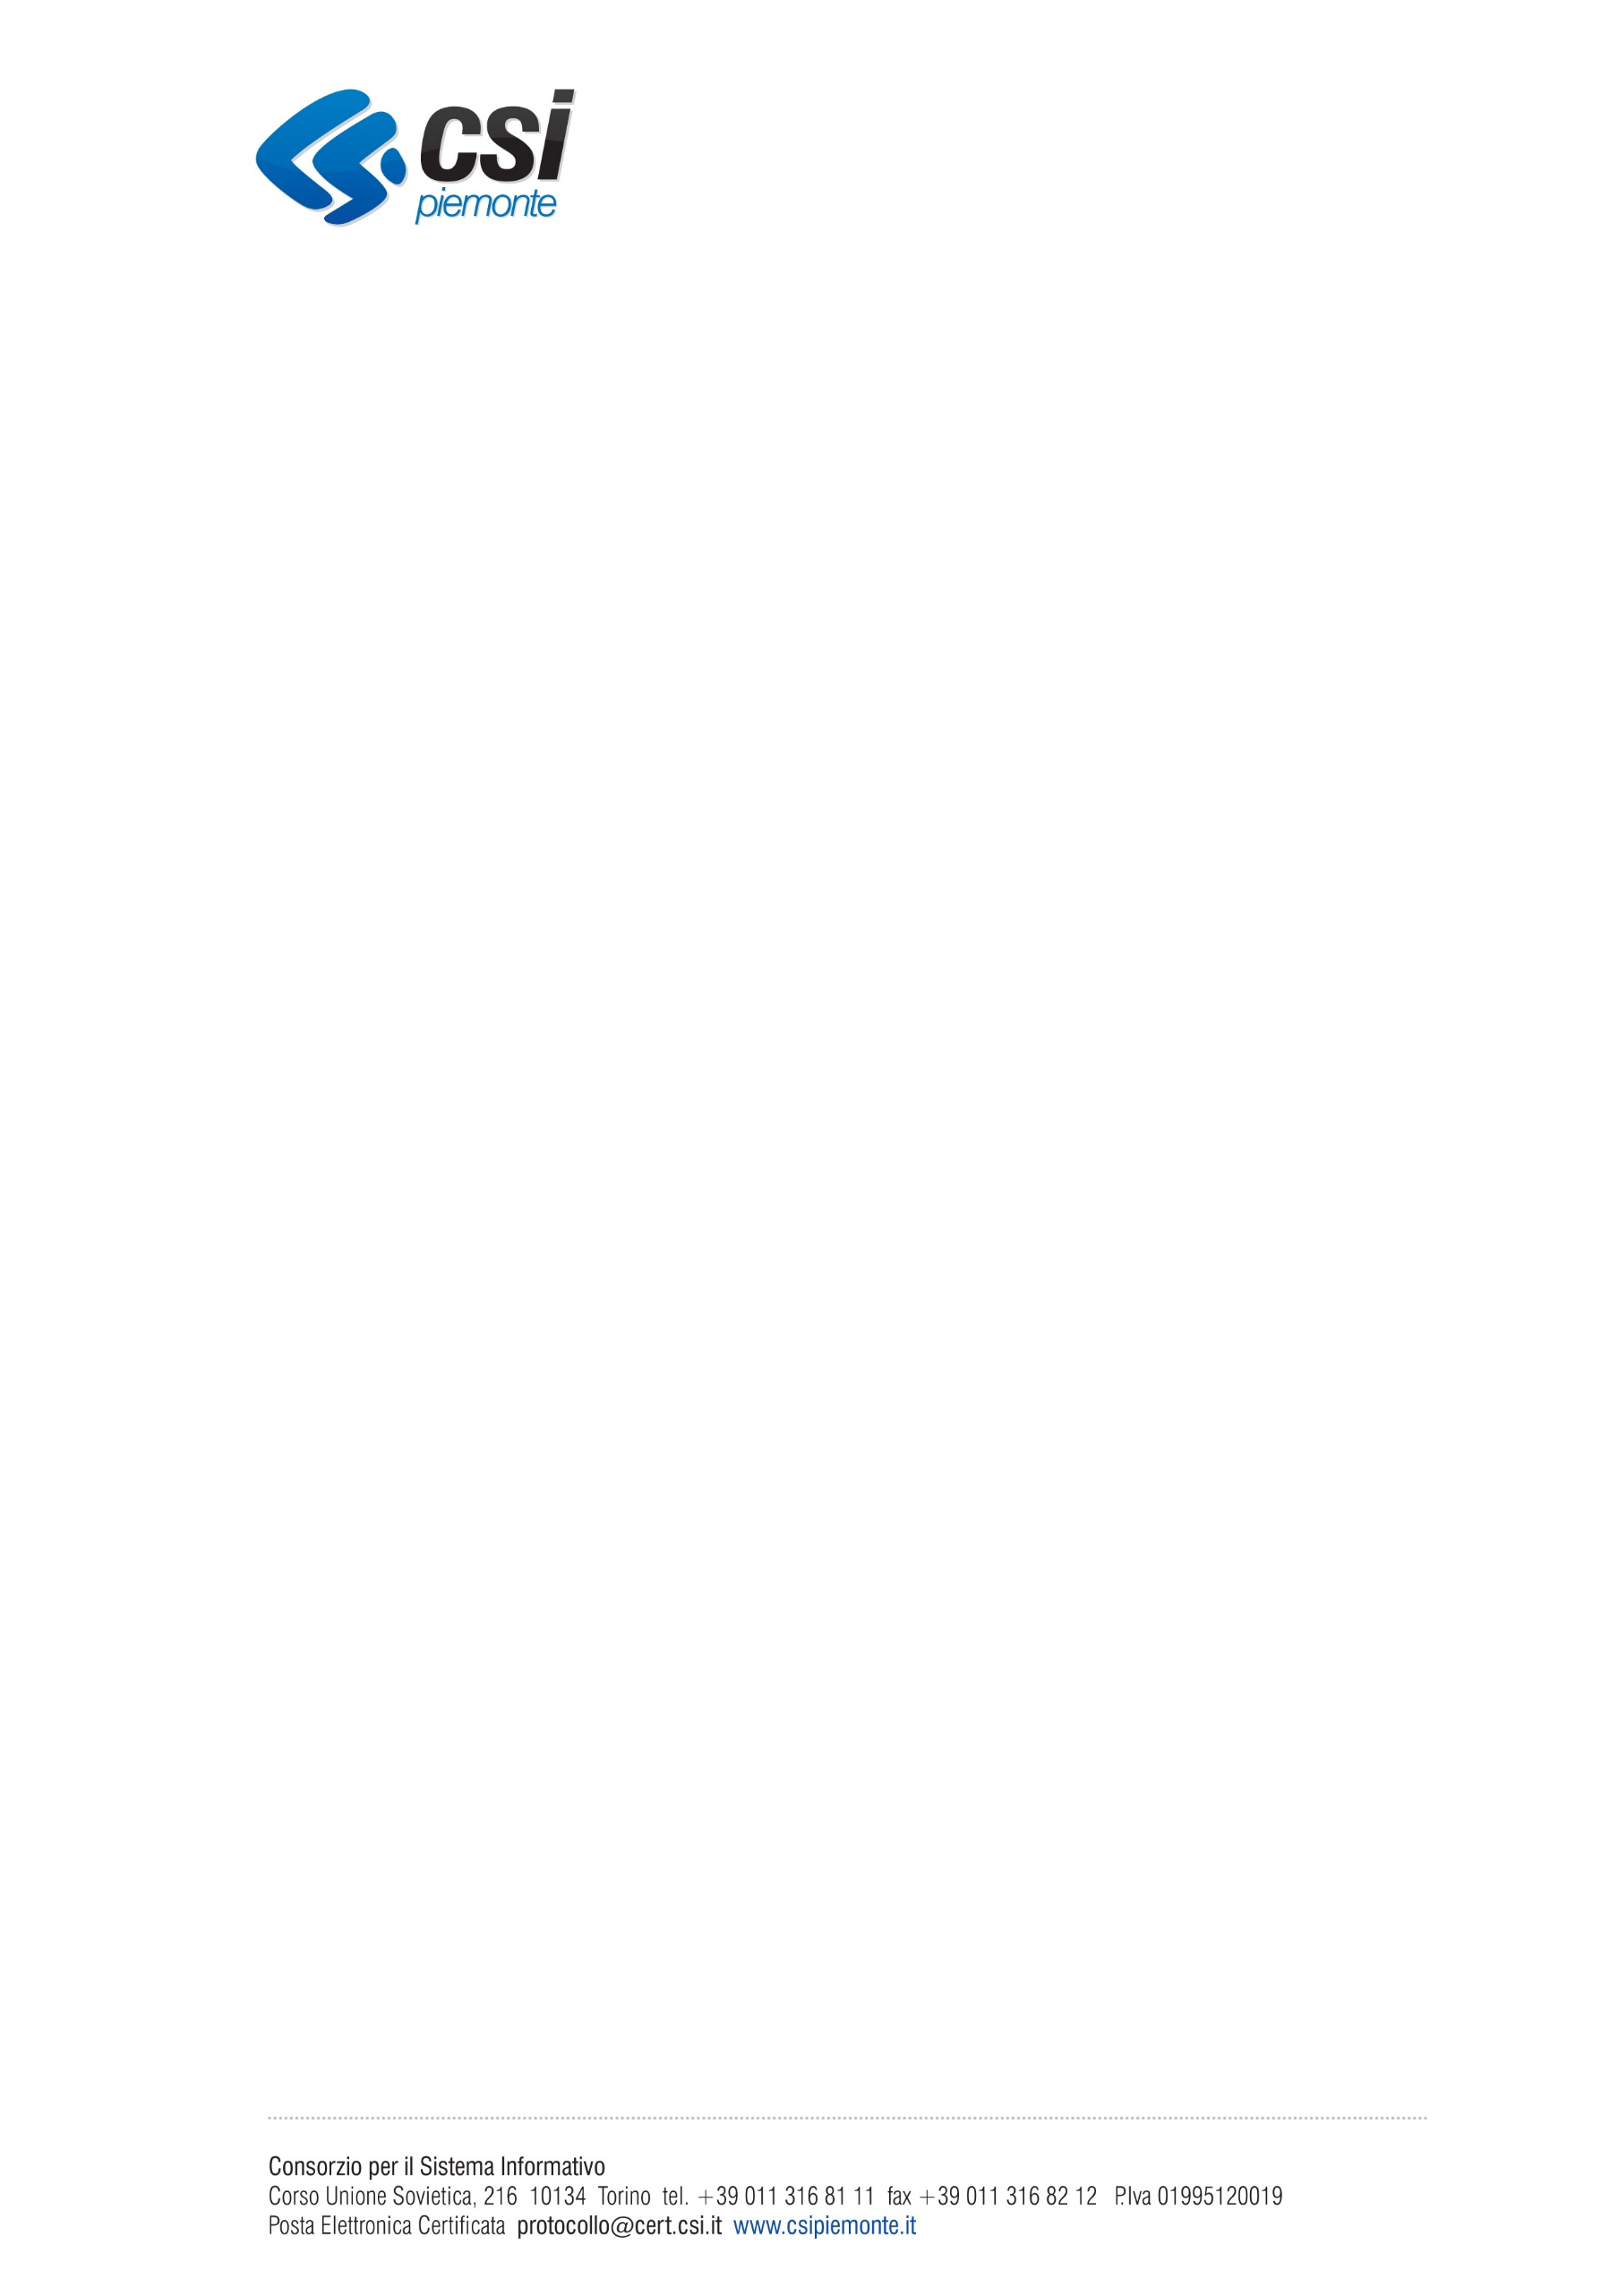 csi
piemonte
Consorzio per il Sistema Informativo
Corso Unione Sovietica, 216 10134 Torino tel. +39 011 316 81 11 fax +39 011 316 82 12 P.Iva 01995120019
Posta Elettronica Certificata protocollo@cert.csi.it www.csipiemonte.it